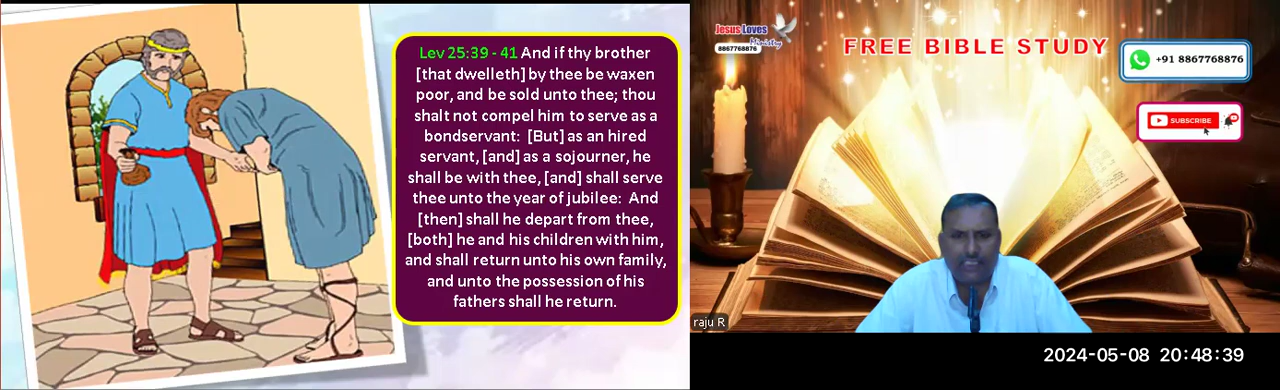 Lev 25:39 - 41 And if thy brother
[that dwelleth] by thee be waxen
poor, and be sold unto thee; thou
shalt not compel him to serve as a
bondservant: [But] as an hired
servant, [and] as a sojourner, he
shall be with thee, [and] shall serve
thee unto the year of jubilee: And
[then] shall he depart from thee,
[both] he and his children with him,
and shall return unto his own family,
and unto the possession of his
fathers shall he return.
Jesus Loves
Ministry
8867768876
FREE BIBLE STUDY
+91 8867768876
SUBSCRIBE
raju R
2024-05-08 20:48:39